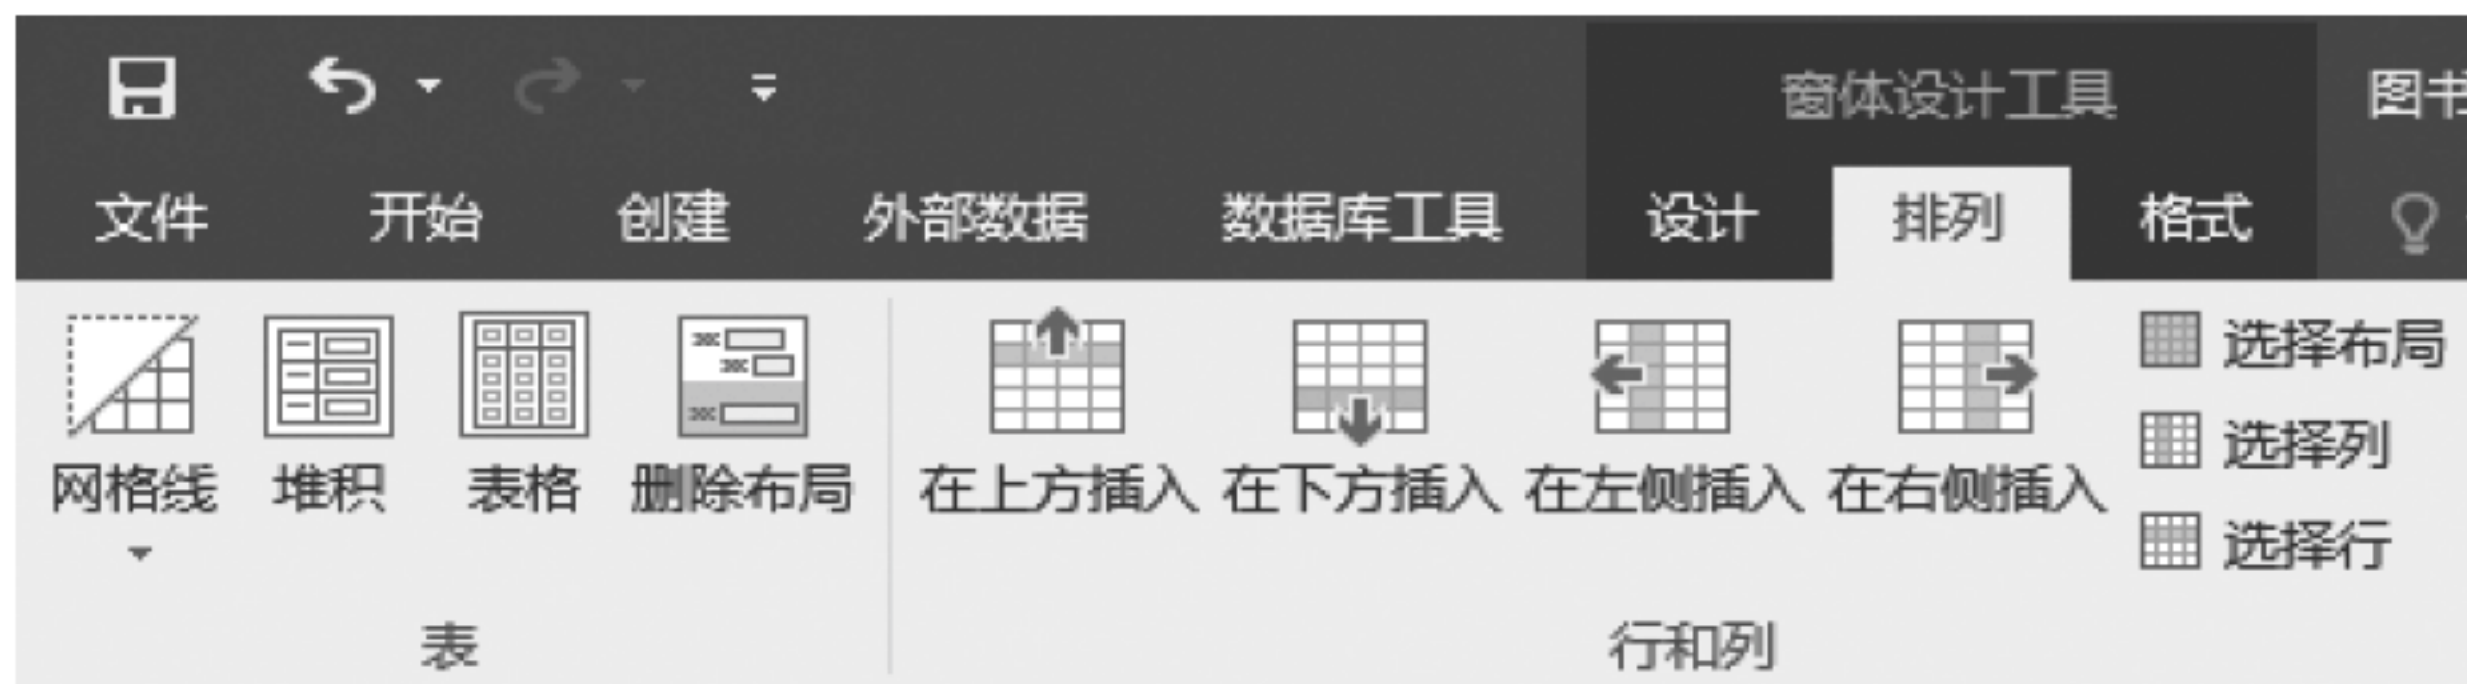 窗体设计工具 图书
文件 开始 创建 外部数据 数据库工具 设计 排列 格式
网格线 堆积 表格 删除布局 在上方插入 在下方插入 在左侧插入 在右侧插入
选择布局
选择列
选择行
表 行和列